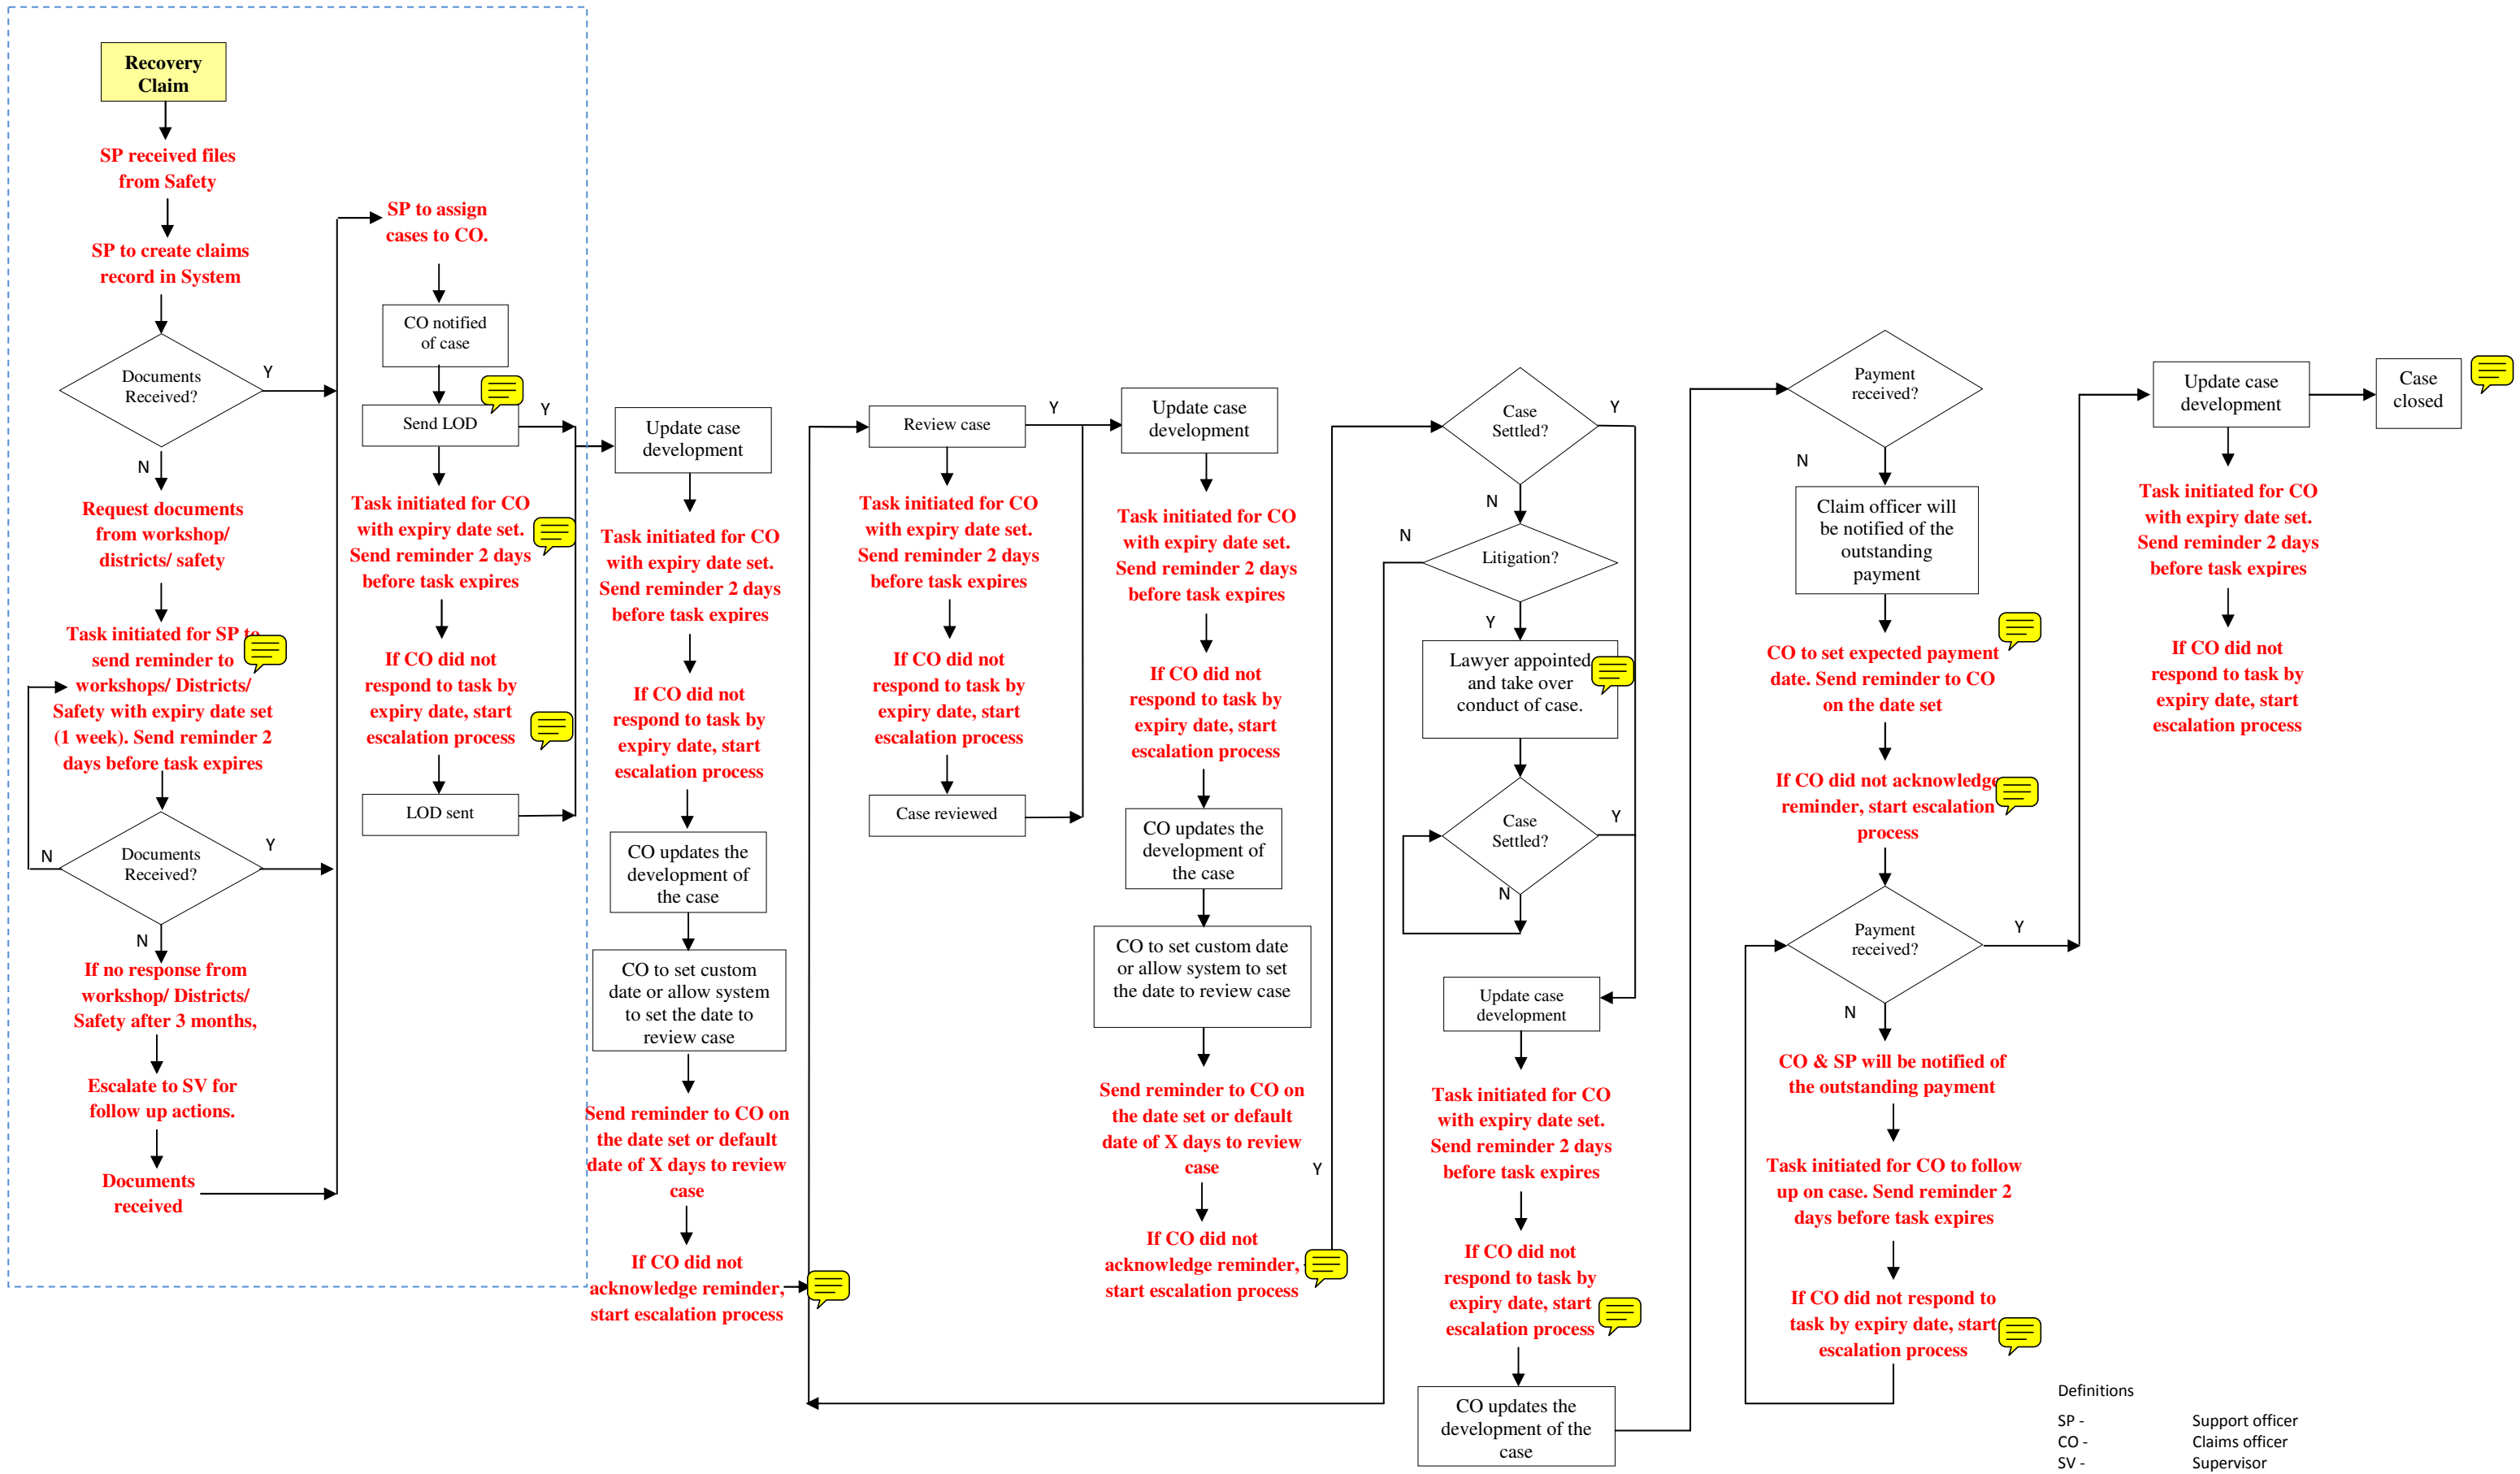 Recovery
Claim
SP received files
from Safety
SP to create claims
record in System
Documents
Received?
Y
N
Request documents
from workshop/
districts/ safety
Task initiated for SP to
send reminder to
workshops/ Districts/
Safety with expiry date set
(1 week). Send reminder 2
days before task expires
Documents
Received?
N
Y
N
If no response from
workshop/ Districts/
Safety after 3 months,
Escalate to SV for
follow up actions.
Documents
received
SP to assign
cases to CO.
CO notified
of case
Send LOD
Y
Task initiated for CO
with expiry date set.
Send reminder 2 days
before task expires
If CO did not
respond to task by
expiry date, start
escalation process
LOD sent
Update case
development
Task initiated for CO
with expiry date set.
Send reminder 2 days
before task expires
If CO did not
respond to task by
expiry date, start
escalation process
CO updates the
development of
the case
CO to set custom
date or allow system
to set the date to
review case
Send reminder to CO on
the date set or default
date of X days to review
case
If CO did not
acknowledge reminder,
start escalation process
Review case
Y
Task initiated for CO
with expiry date set.
Send reminder 2 days
before task expires
If CO did not
respond to task by
expiry date, start
escalation process
Case reviewed
Update case
development
Task initiated for CO
with expiry date set.
Send reminder 2 days
before task expires
If CO did not
respond to task by
expiry date, start
escalation process
CO updates the
development of
the case
CO to set custom date
or allow system to set
the date to review case
Send reminder to CO on
the date set or default
date of X days to review
case
Y
If CO did not
acknowledge reminder,
start escalation process
Case
Settled?
Y
N
N
Litigation?
Y
Lawyer appointed
and take over
conduct of case.
Case
Settled?
Y
N
Update case
development
Task initiated for CO
with expiry date set.
Send reminder 2 days
before task expires
If CO did not
respond to task by
expiry date, start
escalation process
CO updates the
development of the
case
Payment
received?
N
Claim officer will
be notified of the
outstanding
payment
CO to set expected payment
date. Send reminder to CO
on the date set
If CO did not acknowledge
reminder, start escalation
process
Payment
received?
Y
N
CO & SP will be notified of
the outstanding payment
Task initiated for CO to follow
up on case. Send reminder 2
days before task expires
If CO did not respond to
task by expiry date, start
escalation process
Update case
development
Task initiated for CO
with expiry date set.
Send reminder 2 days
before task expires
If CO did not
respond to task by
expiry date, start
escalation process
Case
closed
Definitions
SP - Support officer
CO - Claims officer
SV - Supervisor